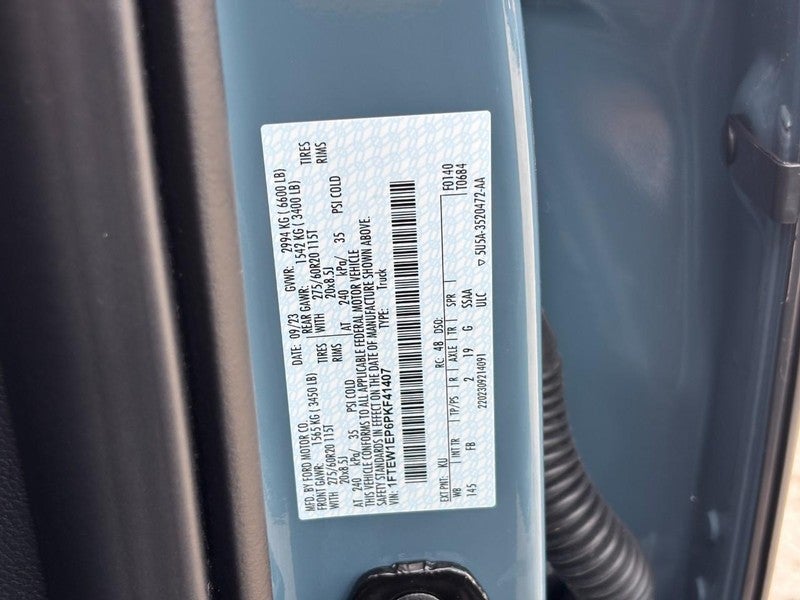 MFD. BY FORD MOTOR CO. DATE: 09/23 GVWR: 2994 KG ( 6600 LB)
FRONT GAWR: 1565 KG ( 3450 LB) REAR GAWR: 1542 KG ( 3400 LB)
WITH 275/60R20 115T TIRES WITH 275/60R20 115T TIRES
20x8.5J RIMS 20x8.5J RIMS
AT 240 kPa/ 35 PSI COLD AT 240 kPa/ 35 PSI COLD
THIS VEHICLE CONFORMS TO ALL APPLICABLE FEDERAL MOTOR VEHICLE
SAFETY STANDARDS IN EFFECT ON THE DATE OF MANUFACTURE SHOWN ABOVE.
VIN: 1FTEW1EP6PKF41407 TYPE: Truck
F0140
T0684
EXT PNT: KU RC: 48 DSO:
WB INT TR TP/PS R AXLE TR SPR
145 FB 2 19 G SSAA
2202309214091 ULC
▽ 5U5A-3520472-AA